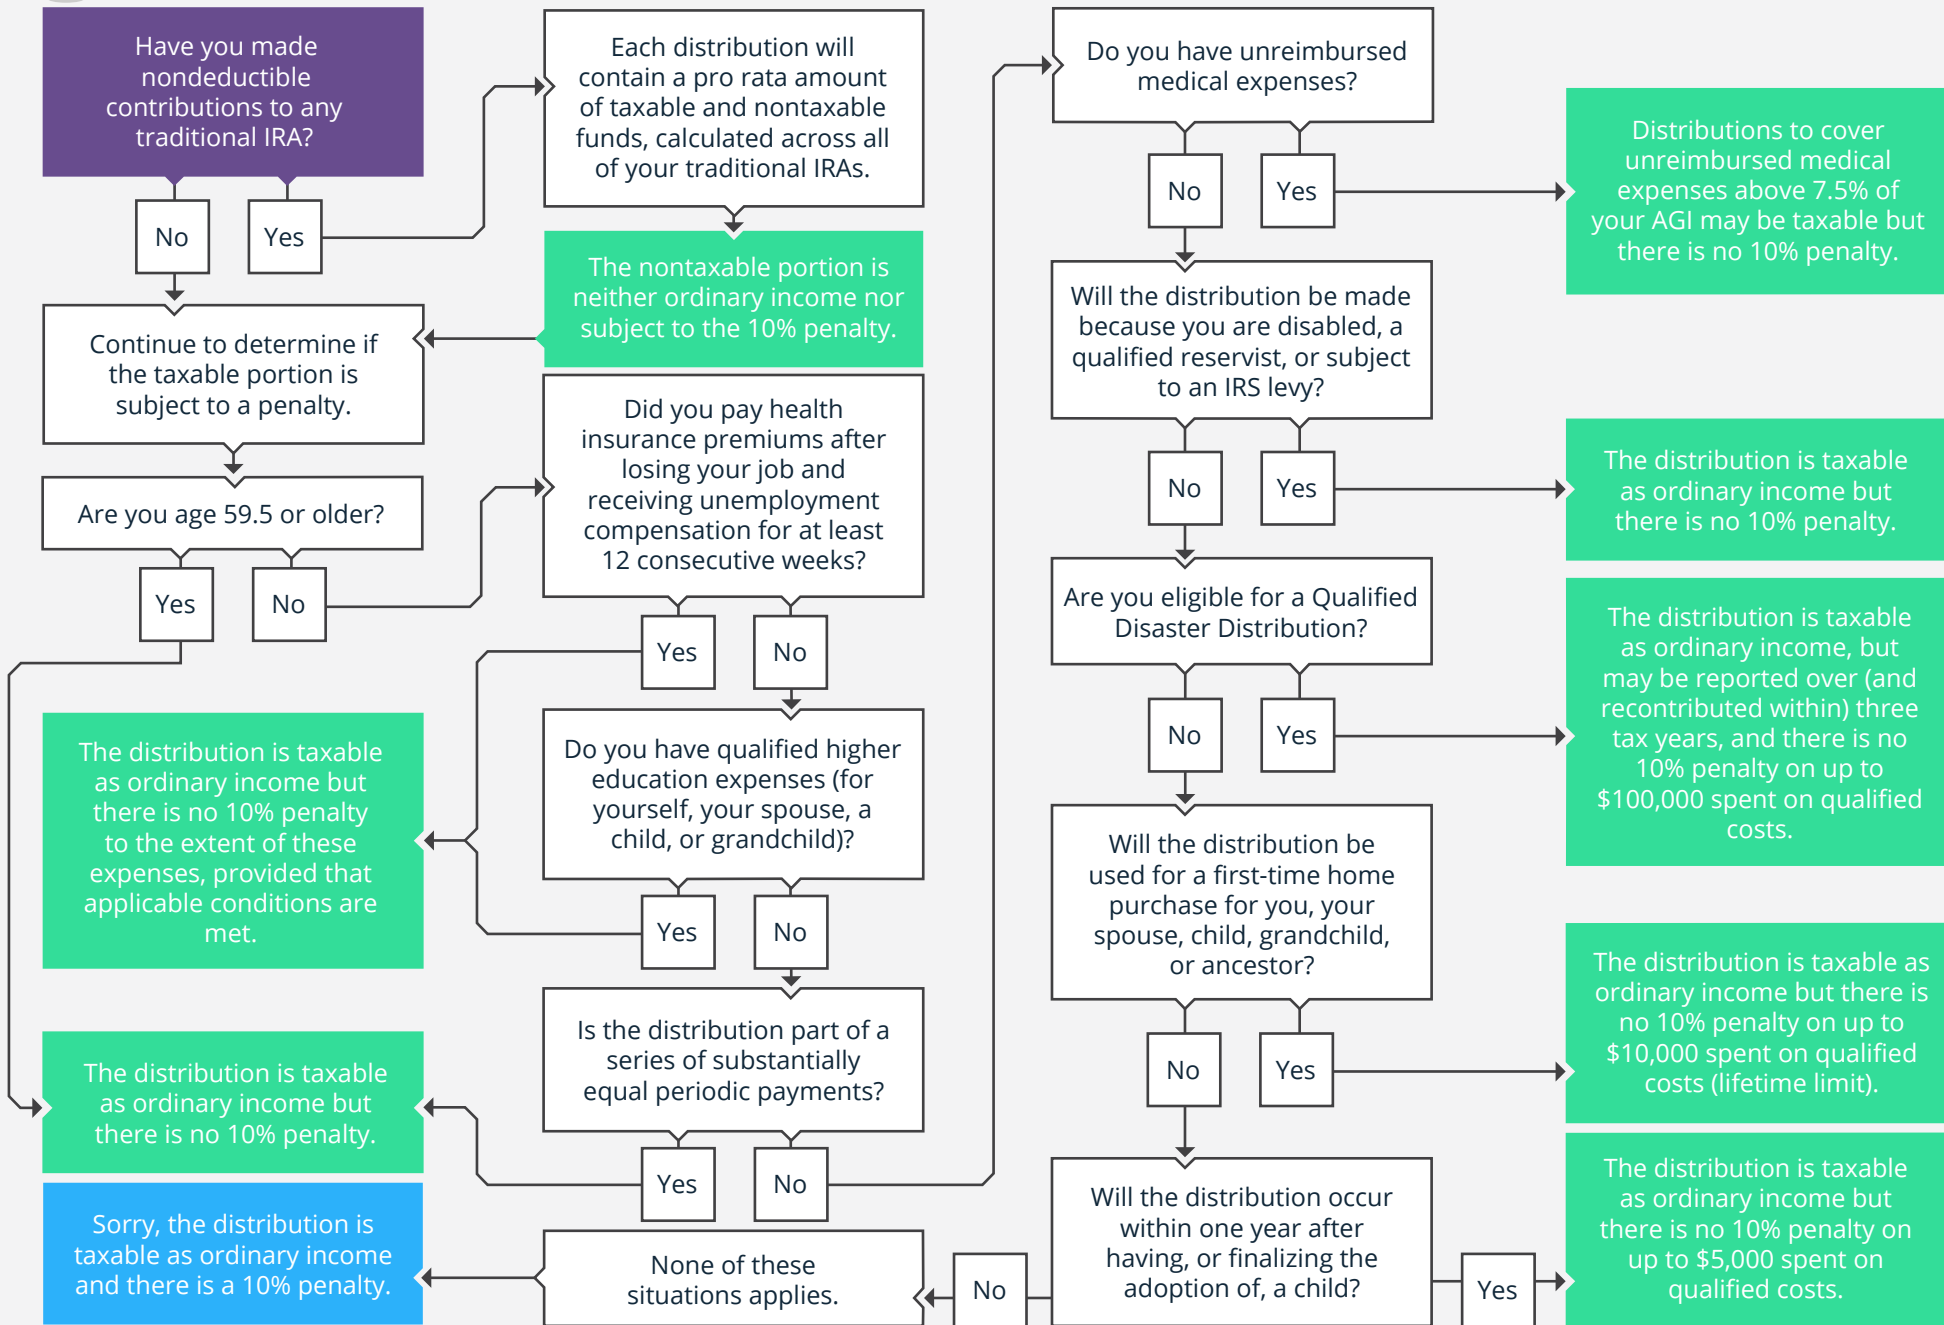 Have you made
nondeductible
contributions to any
traditional IRA?
No
Yes
Each distribution will
contain a pro rata amount
of taxable and nontaxable
funds, calculated across all
of your traditional IRAs.
The nontaxable portion is
neither ordinary income nor
subject to the 10% penalty.
Continue to determine if
the taxable portion is
subject to a penalty.
Are you age 59.5 or older?
Yes
No
Did you pay health
insurance premiums after
losing your job and
receiving unemployment
compensation for at least
12 consecutive weeks?
Yes
No
The distribution is taxable
as ordinary income but
there is no 10% penalty
to the extent of these
expenses, provided that
applicable conditions are
met.
Do you have qualified higher
education expenses (for
yourself, your spouse, a
child, or grandchild)?
Yes
No
Is the distribution part of a
series of substantially
equal periodic payments?
Yes
No
The distribution is taxable
as ordinary income but
there is no 10% penalty.
Sorry, the distribution is
taxable as ordinary income
and there is a 10% penalty.
None of these
situations applies.
Do you have unreimbursed
medical expenses?
No
Yes
Distributions to cover
unreimbursed medical
expenses above 7.5% of
your AGI may be taxable but
there is no 10% penalty.
Will the distribution be made
because you are disabled, a
qualified reservist, or subject
to an IRS levy?
No
Yes
The distribution is taxable
as ordinary income but
there is no 10% penalty.
Are you eligible for a Qualified
Disaster Distribution?
No
Yes
The distribution is taxable
as ordinary income, but
may be reported over (and
recontributed within) three
tax years, and there is no
10% penalty on up to
$100,000 spent on qualified
costs.
Will the distribution be
used for a first-time home
purchase for you, your
spouse, child, grandchild,
or ancestor?
No
Yes
The distribution is taxable as
ordinary income but there is
no 10% penalty on up to
$10,000 spent on qualified
costs (lifetime limit).
Will the distribution occur
within one year after
having, or finalizing the
adoption of, a child?
No
Yes
The distribution is taxable
as ordinary income but
there is no 10% penalty on
up to $5,000 spent on
qualified costs.